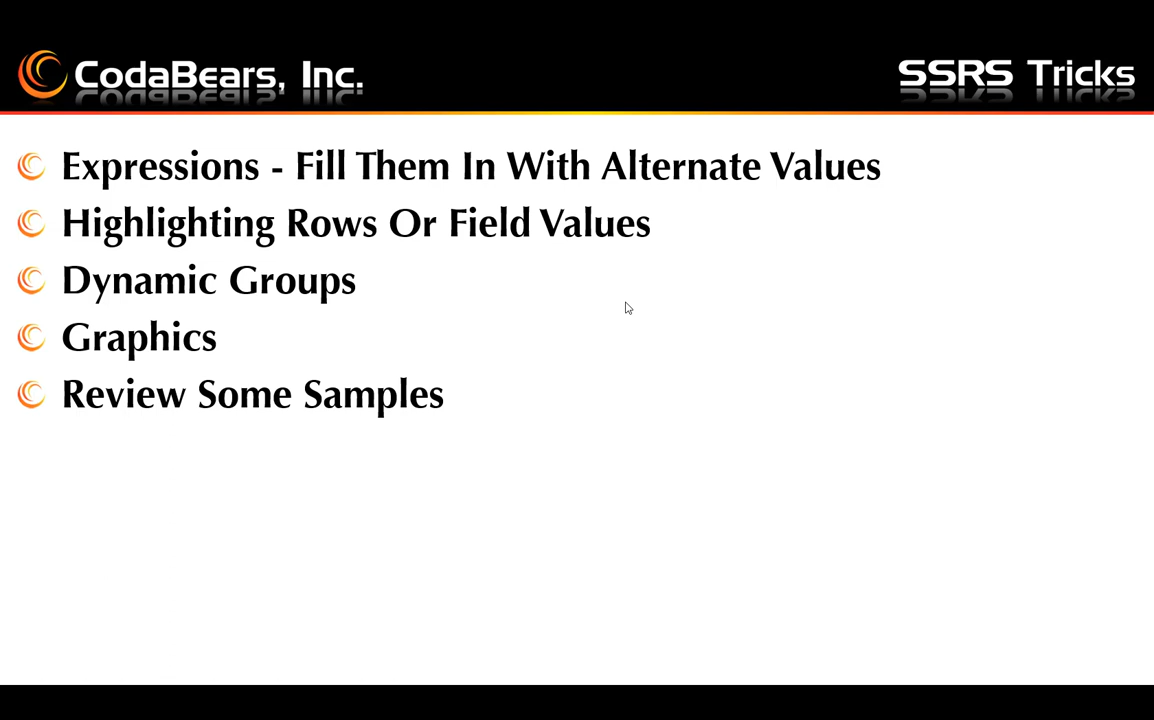 CodaBears, Inc.
SSRS Tricks
Expressions - Fill Them In With Alternate Values
Highlighting Rows Or Field Values
Dynamic Groups
Graphics
Review Some Samples